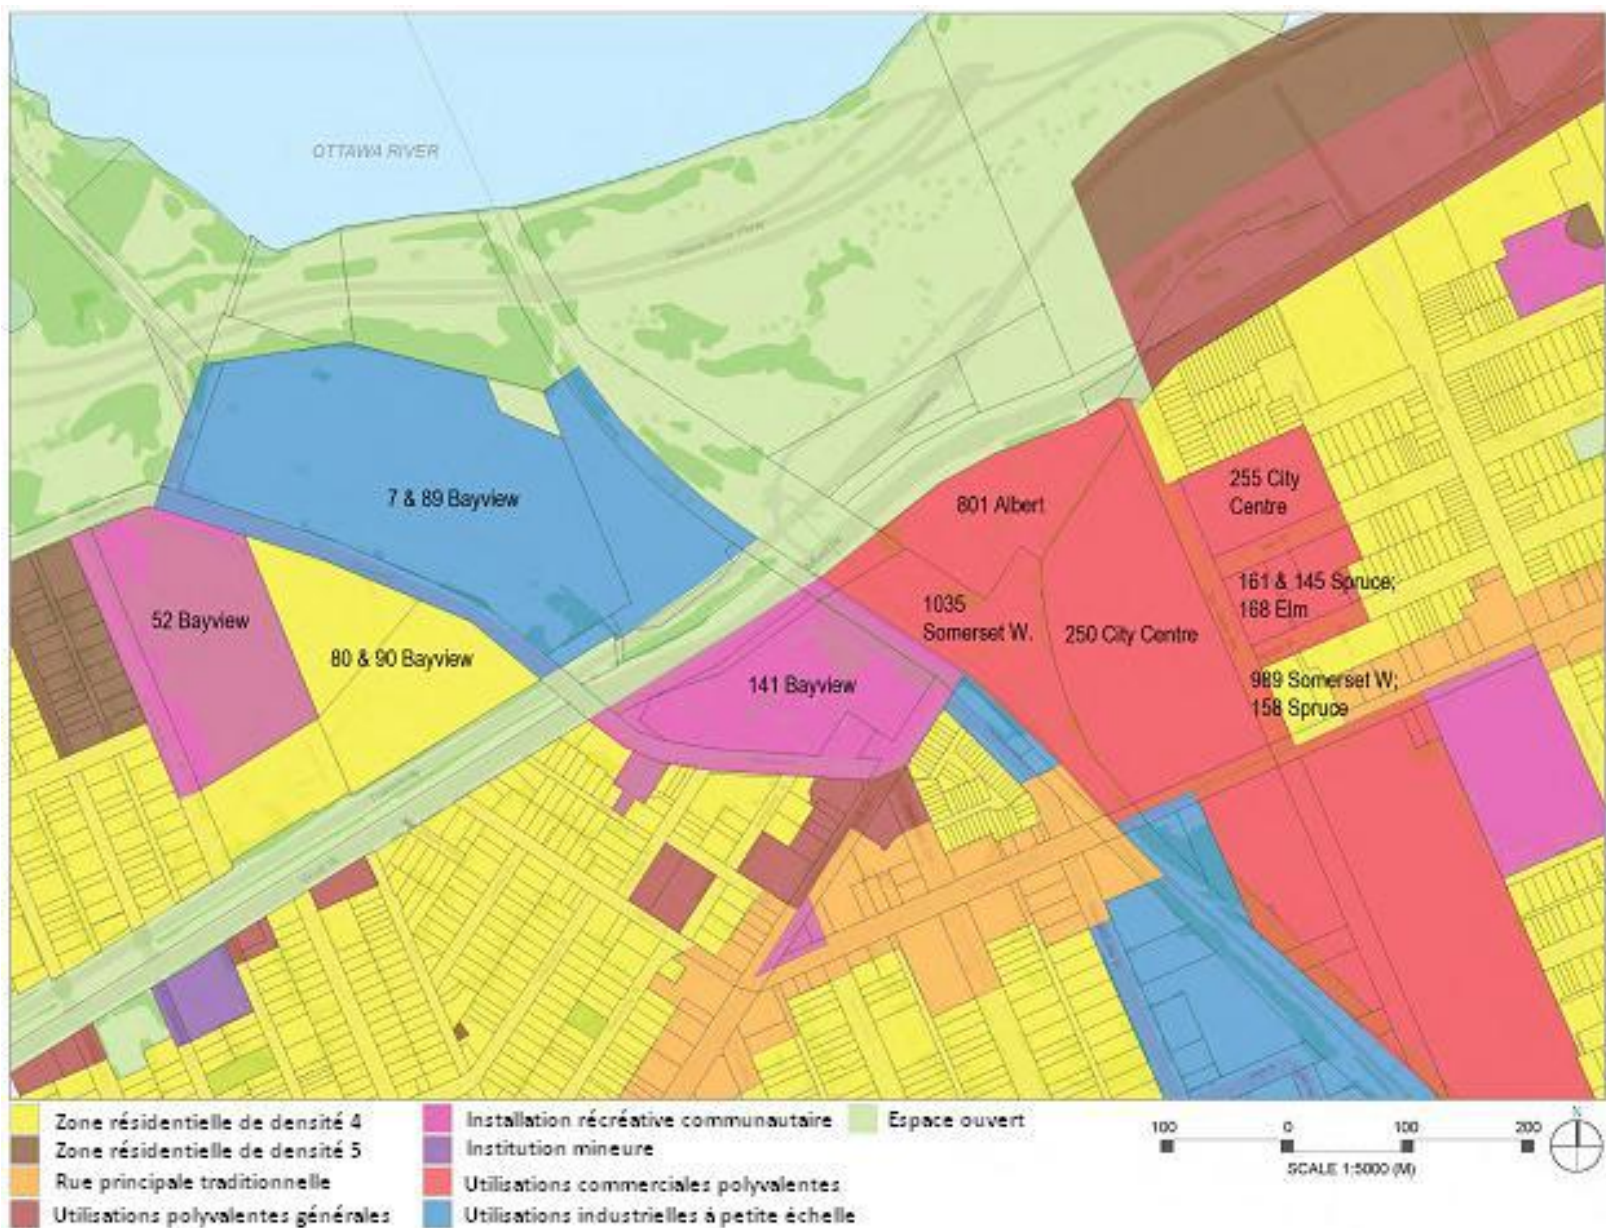 OTTAWA RIVER
7 & 89 Bayview
801 Albert
255 City
Centre
52 Bayview
80 & 90 Bayview
1035
Somerset W.
250 City Centre
161 & 145 Spruce;
168 Elm
141 Bayview
989 Somerset W;
158 Spruce
Zone résidentielle de densité 4
Zone résidentielle de densité 5
Rue principale traditionnelle
Utilisations polyvalentes générales
Installation récréative communautaire
Institution mineure
Utilisations commerciales polyvalentes
Utilisations industrielles à petite échelle
Espace ouvert
100 0 100 200
SCALE 1:5000 (M)
N